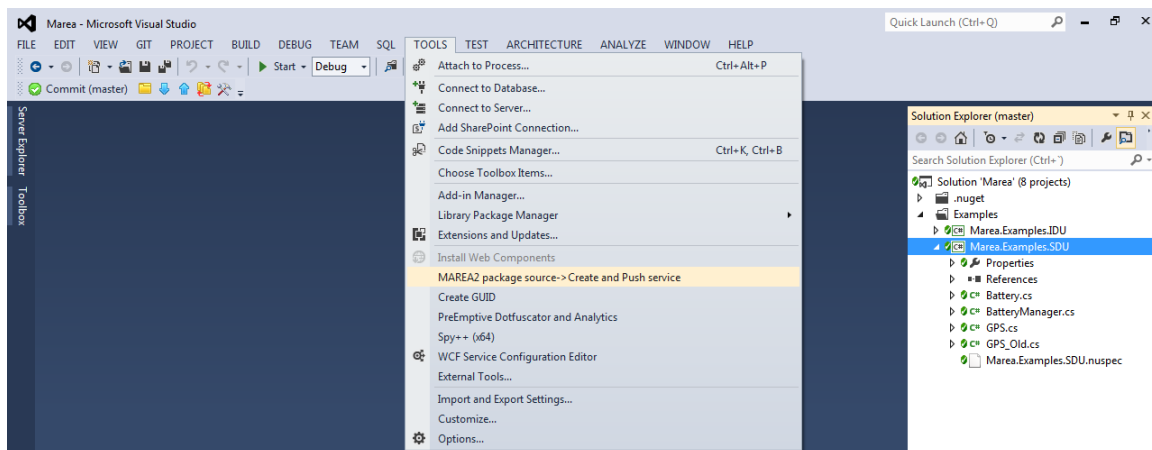 Marea - Microsoft Visual Studio
Quick Launch (Ctrl+Q)
FILE EDIT VIEW GIT PROJECT BUILD DEBUG TEAM SQL TOOLS TEST ARCHITECTURE ANALYZE WINDOW HELP
Start Debug
Commit (master)
Server Explorer
Toolbox
Attach to Process... Ctrl+Alt+P
Connect to Database...
Connect to Server...
Add SharePoint Connection...
Code Snippets Manager... Ctrl+K, Ctrl+B
Choose Toolbox Items...
Add-in Manager...
Library Package Manager
Extensions and Updates...
Install Web Components
MAREA2 package source->Create and Push service
Create GUID
PreEmptive Dotfuscator and Analytics
Spy++ (x64)
WCF Service Configuration Editor
External Tools...
Import and Export Settings...
Customize...
Options...
Solution Explorer (master)
Search Solution Explorer (Ctrl+`)
Solution 'Marea' (8 projects)
.nuget
Examples
C# Marea.Examples.IDU
C# Marea.Examples.SDU
Properties
References
C# Battery.cs
C# BatteryManager.cs
C# GPS.cs
C# GPS_Old.cs
Marea.Examples.SDU.nuspec